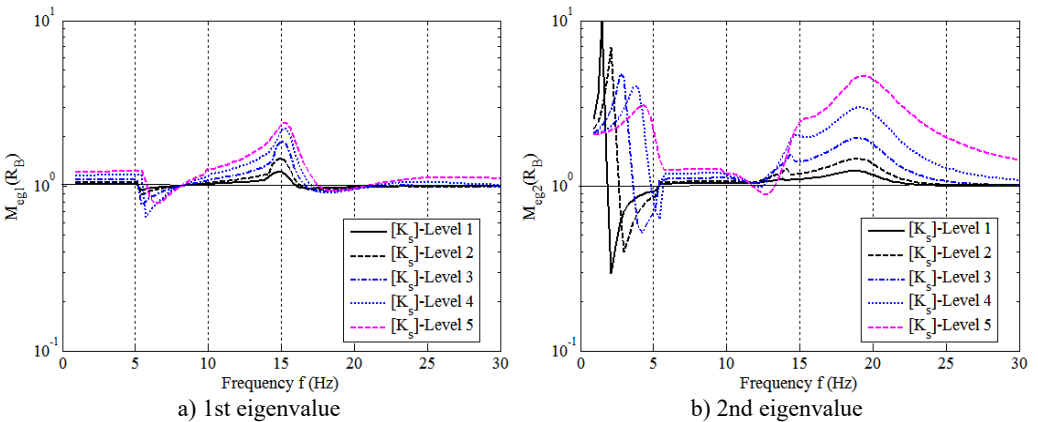 10^1
10^0
10^-1
M_eg1(R_B)
0 5 10 15 20 25 30
Frequency f (Hz)
[K_s]-Level 1
[K_s]-Level 2
[K_s]-Level 3
[K_s]-Level 4
[K_s]-Level 5
a) 1st eigenvalue
10^1
10^0
10^-1
M_eg2(R_B)
0 5 10 15 20 25 30
Frequency f (Hz)
[K_s]-Level 1
[K_s]-Level 2
[K_s]-Level 3
[K_s]-Level 4
[K_s]-Level 5
b) 2nd eigenvalue